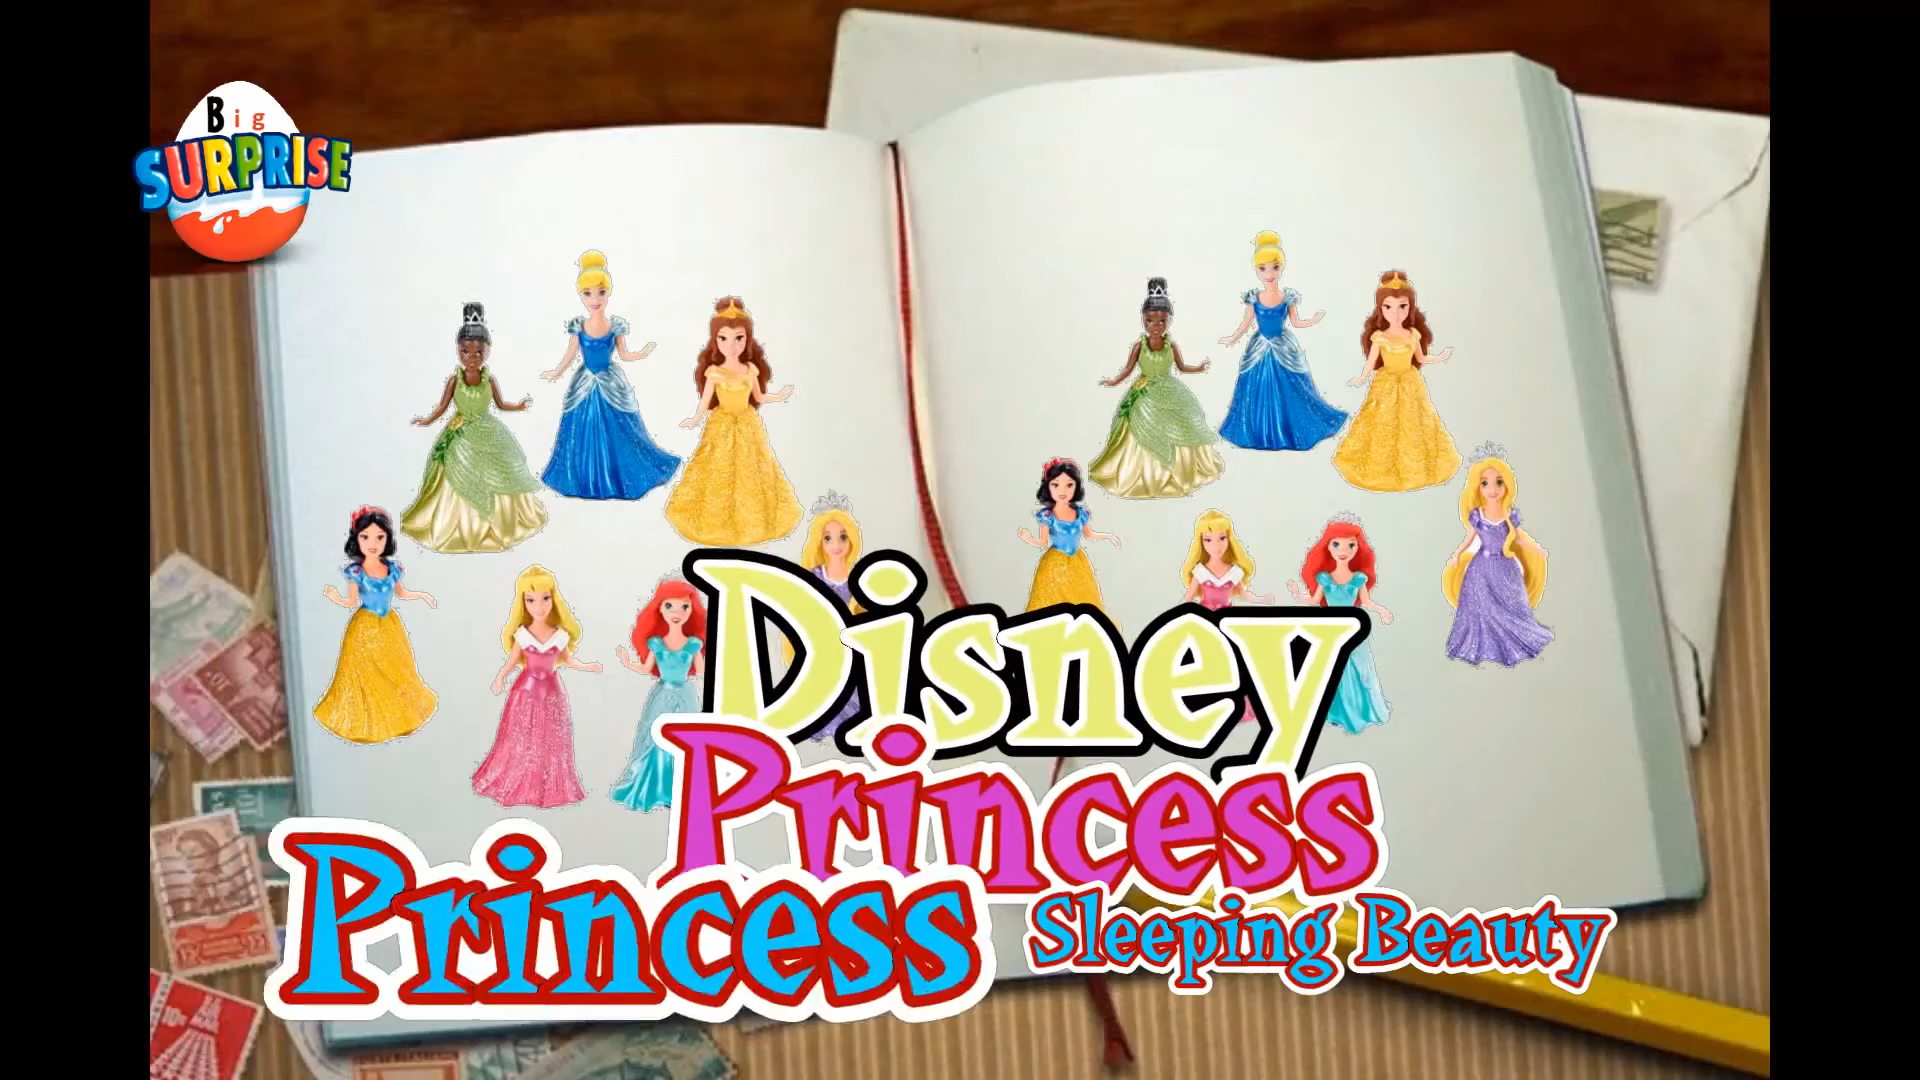 Big
SURPRISE
Disney
Princess
Princess Sleeping Beauty